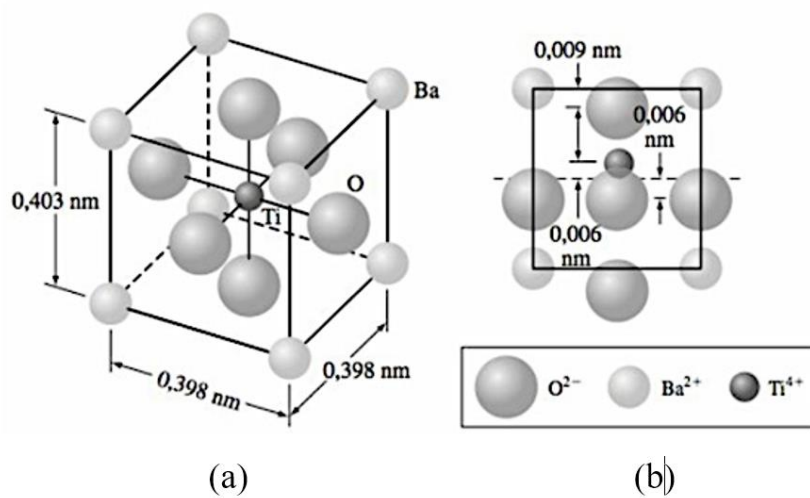 Ba
0,403 nm
O
Ti
0,398 nm
0,398 nm
(a)
0,009 nm
0,006
nm
0,006
nm
O²⁻
Ba²⁺
Ti⁴⁺
(b)